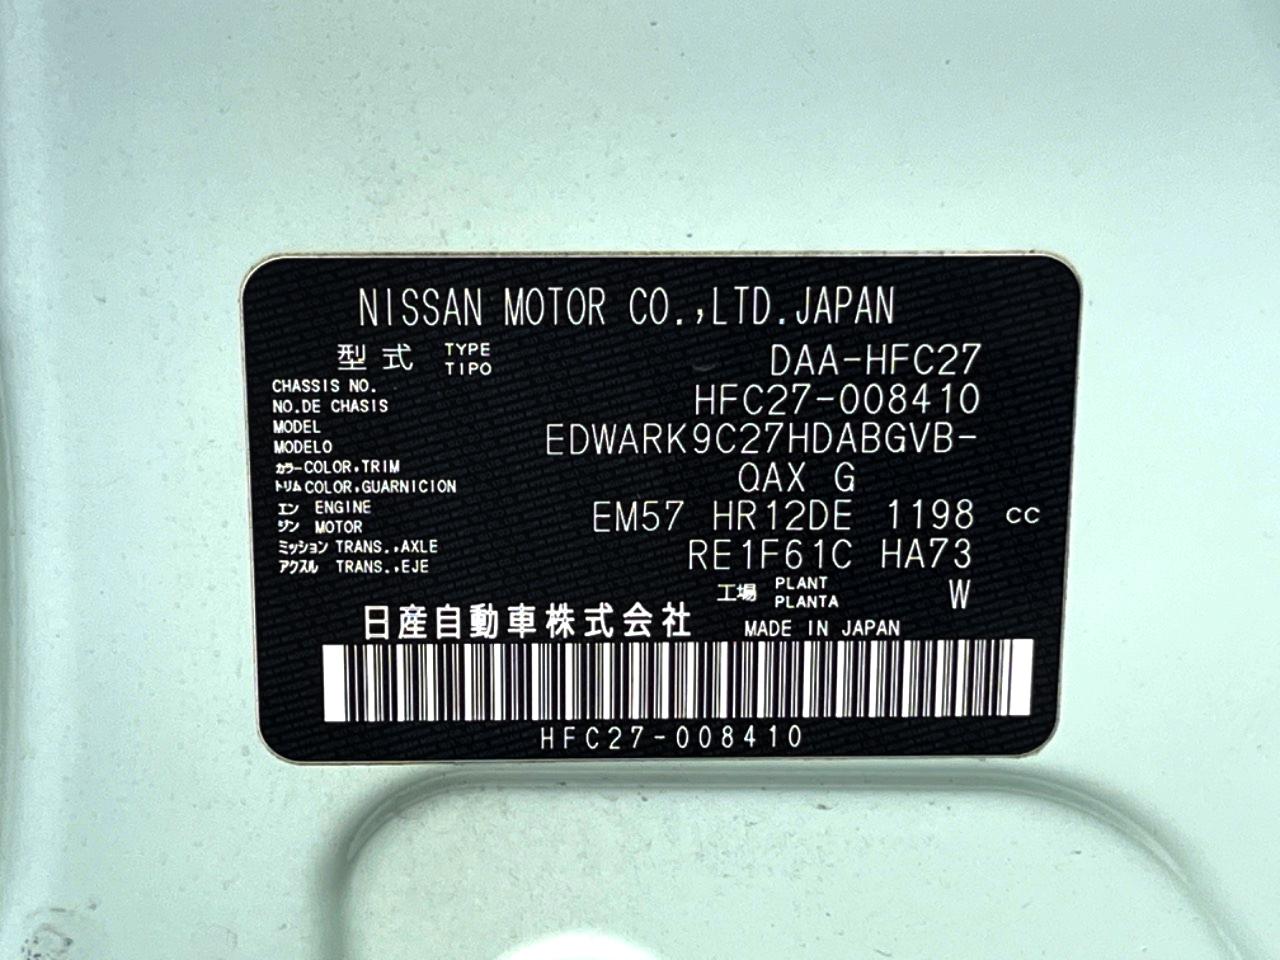 NISSAN MOTOR CO.,LTD.JAPAN
型式 TYPE TIPO DAA-HFC27
CHASSIS NO.
NO.DE CHASIS HFC27-008410
MODEL
MODELO EDWARK9C27HDABGVB-
カラー COLOR,TRIM
トリム COLOR,GUARNICION QAX G
エン ENGINE
ジン MOTOR EM57 HR12DE 1198 cc
ミッション TRANS.,AXLE
アクスル TRANS.,EJE RE1F61C HA73
工場 PLANT PLANTA W
日産自動車株式会社 MADE IN JAPAN
HFC27-008410